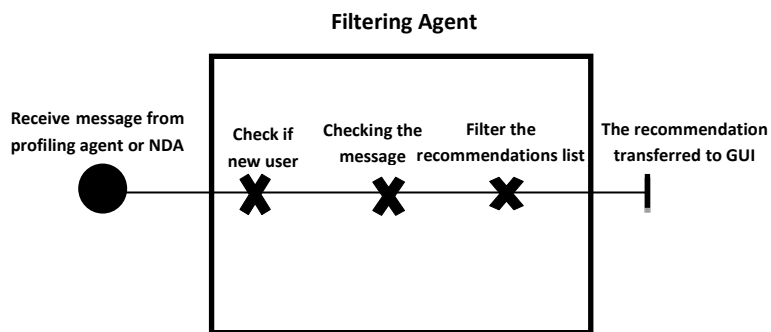 Filtering Agent
Receive message from
profiling agent or NDA
Check if
new user
Checking the
message
Filter the
recommendations list
The recommendation
transferred to GUI